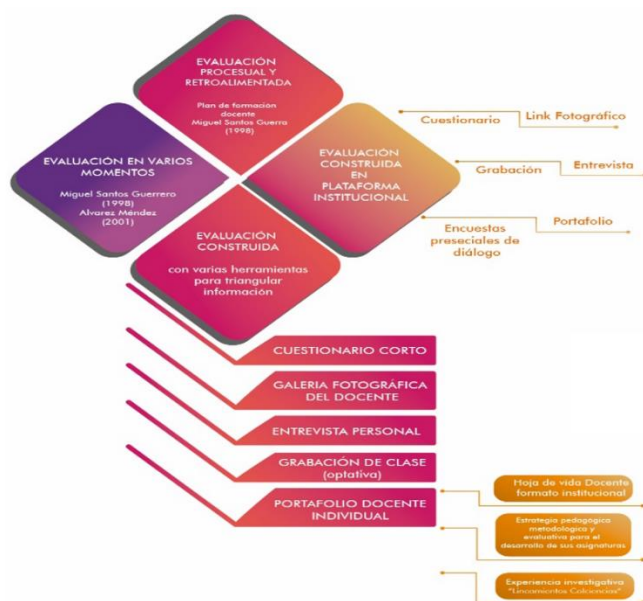 EVALUACIÓN
PROCESUAL Y
RETROALIMENTADA
Plan de formación
docente
Miguel Santos Guerra
(1998)
EVALUACIÓN EN VARIOS
MOMENTOS
Miguel Santos Guerrero
(1998)
Alvarez Méndez
(2001)
EVALUACIÓN
CONSTRUIDA
EN
PLATAFORMA
INSTITUCIONAL
EVALUACIÓN
CONSTRUIDA
con varias herramientas
para triangular
información
Cuestionario
Link Fotográfico
Grabación
Entrevista
Encuestas
preseciales de
diálogo
Portafolio
CUESTIONARIO CORTO
GALERIA FOTOGRÁFICA
DEL DOCENTE
ENTREVISTA PERSONAL
GRABACIÓN DE CLASE
(optativa)
PORTAFOLIO DOCENTE
INDIVIDUAL
Hoja de vida Docente
formato institucional
Estrategia pedagógica
metodológica y
evaluativa para el
desarrollo de sus asignaturas
Experiencia investigativa
"Lineamientos Colciencias"